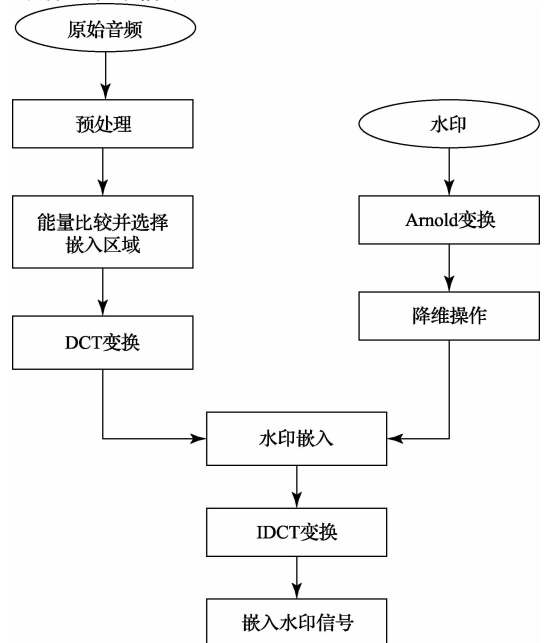 原始音频
预处理
水印
能量比较并选择
嵌入区域
Arnold变换
DCT变换
降维操作
水印嵌入
IDCT变换
嵌入水印信号